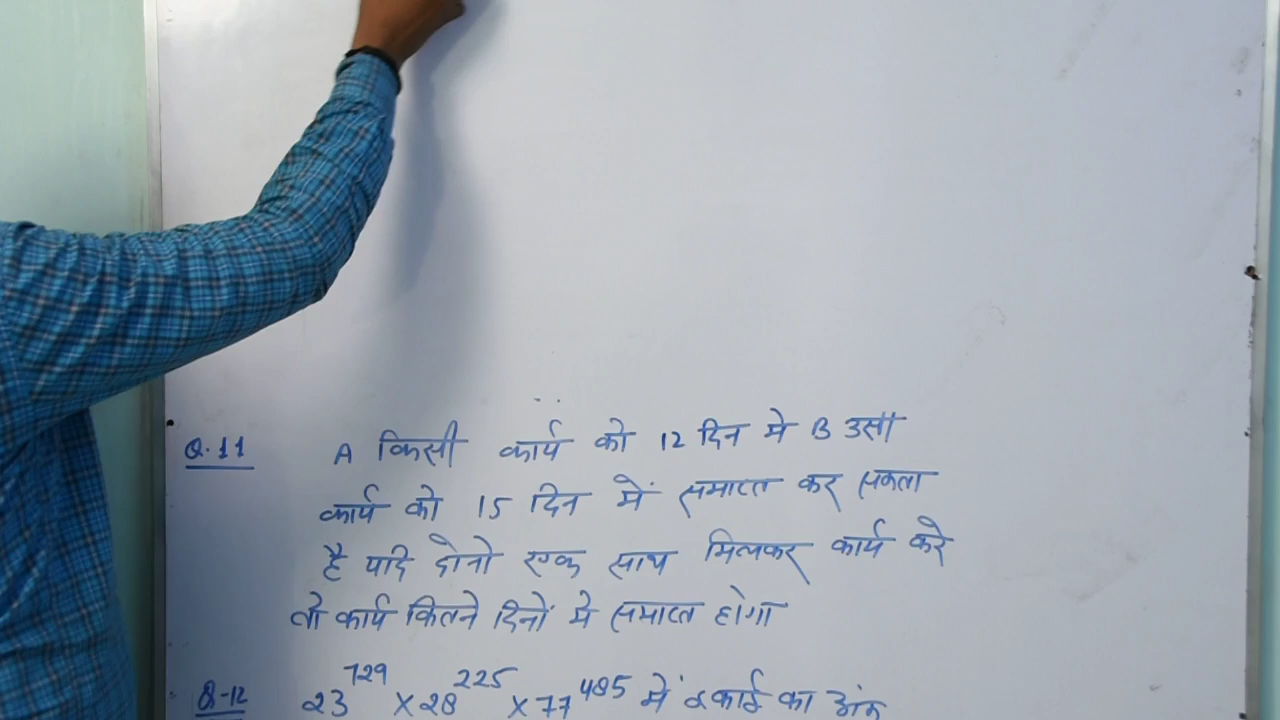 Q.11 A किसी कार्य को 12 दिन मे B उसी
कार्य को 15 दिन में समाप्त कर सकता
है यदि दोनो एक साथ मिलकर कार्य करे
तो कार्य कितने दिनों मे समाप्त होगा
Q-12 23^729 × 28^225 × 77^485 में इकाई का अंक